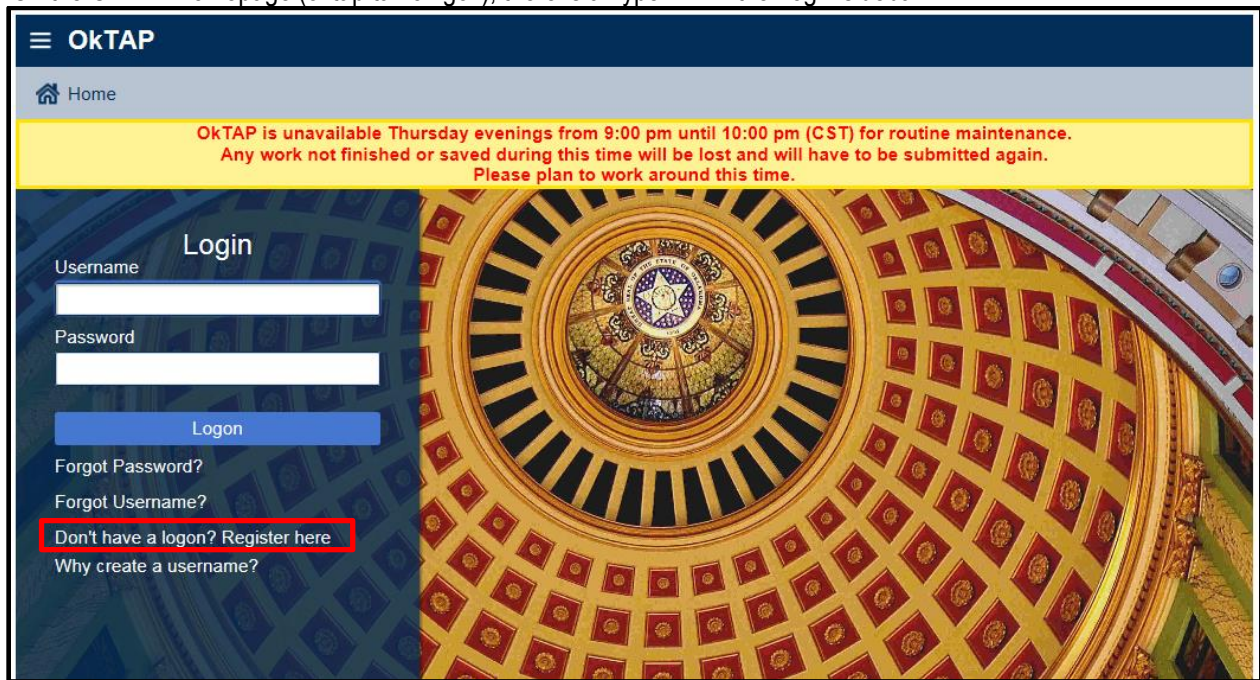 OkTAP
Home
OkTAP is unavailable Thursday evenings from 9:00 pm until 10:00 pm (CST) for routine maintenance.
Any work not finished or saved during this time will be lost and will have to be submitted again.
Please plan to work around this time.
Login
Username
Password
Logon
Forgot Password?
Forgot Username?
Don't have a logon? Register here
Why create a username?